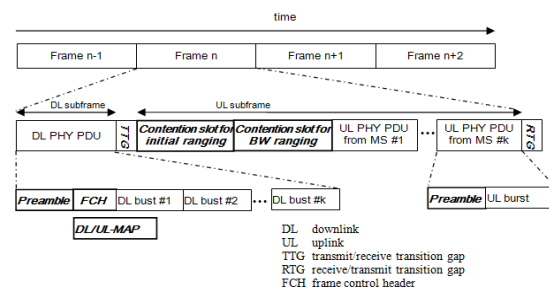 time
Frame n-1 Frame n Frame n+1 Frame n+2
DL subframe UL subframe
DL PHY PDU TTG Contention slot for initial ranging Contention slot for BW ranging UL PHY PDU from MS #1 ... UL PHY PDU from MS #k RTG
Preamble FCH DL bust #1 DL bust #2 ... DL bust #k Preamble UL burst
DL/UL-MAP
DL downlink
UL uplink
TTG transmit/receive transition gap
RTG receive/transmit transition gap
FCH frame control header